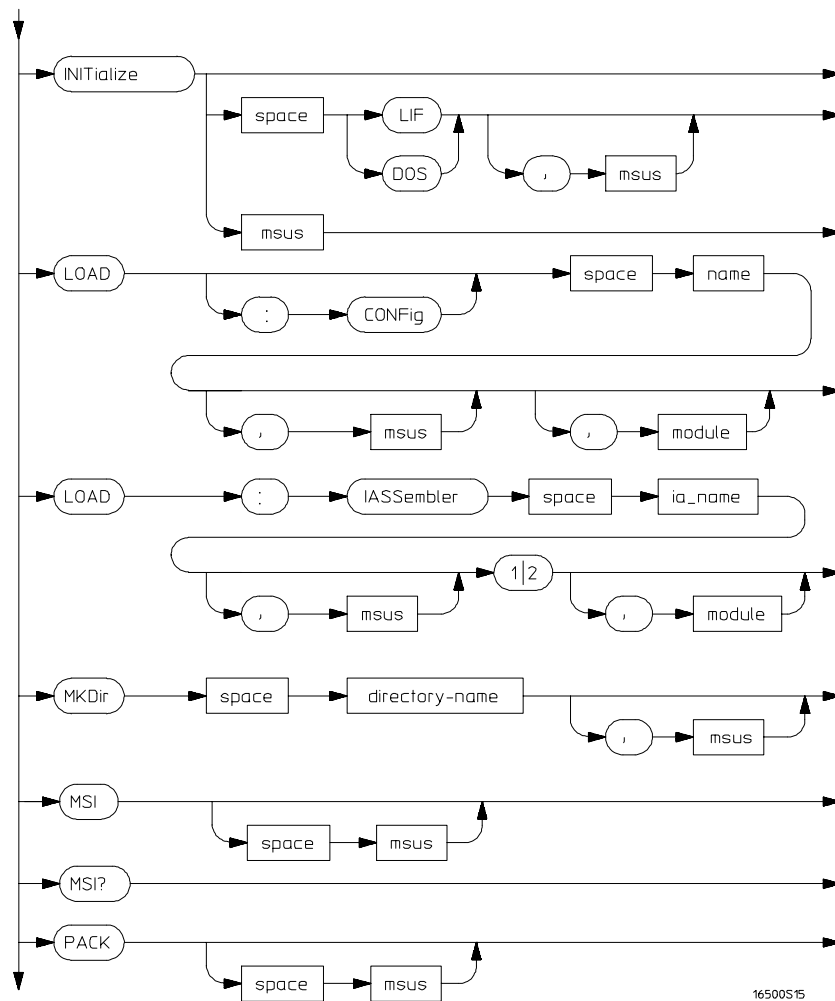 INITialize
space LIF
DOS , msus
msus
LOAD space name
: CONFig
, msus , module
LOAD : IASSembler space ia_name
1|2
, msus , module
MKDir space directory-name
, msus
MSI
space msus
MSI?
PACK
space msus
16500S15